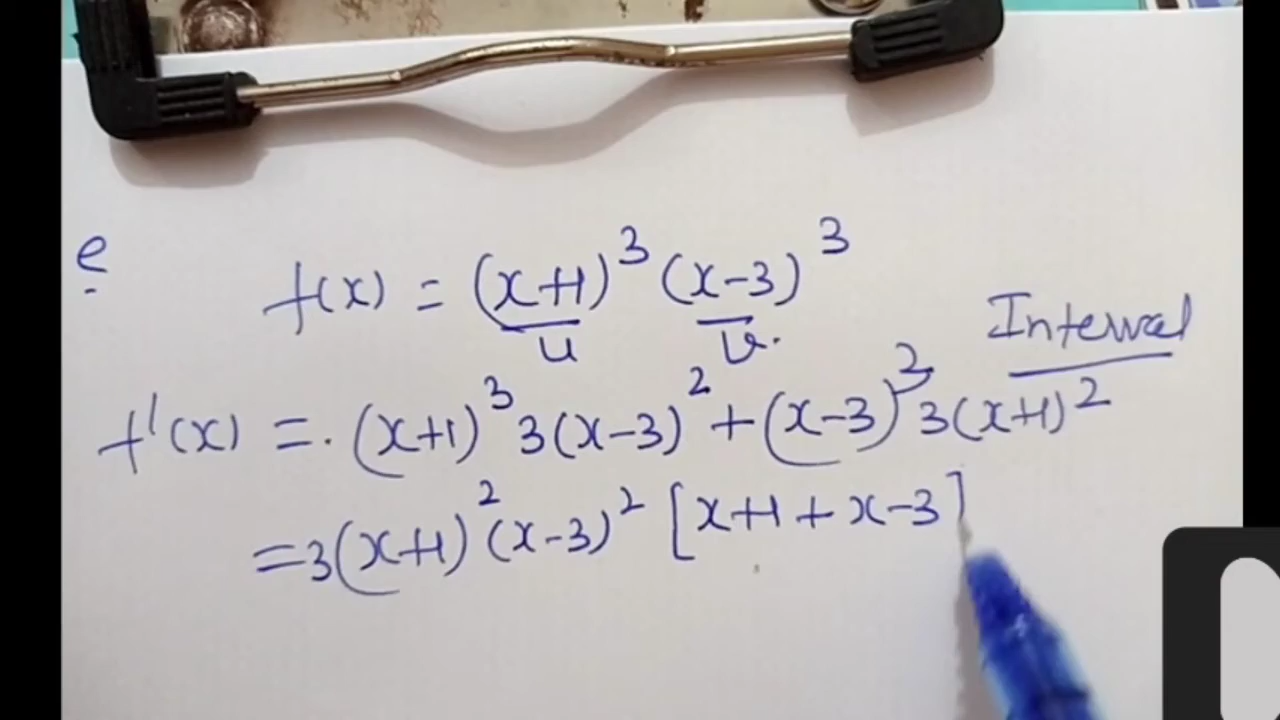 e
f(x) = (x+1)³ (x-3)³
u v.
Interval
f'(x) =. (x+1)³ 3(x-3)² + (x-3)³ 3(x+1)²
= 3(x+1)² (x-3)² [x+1 + x-3]